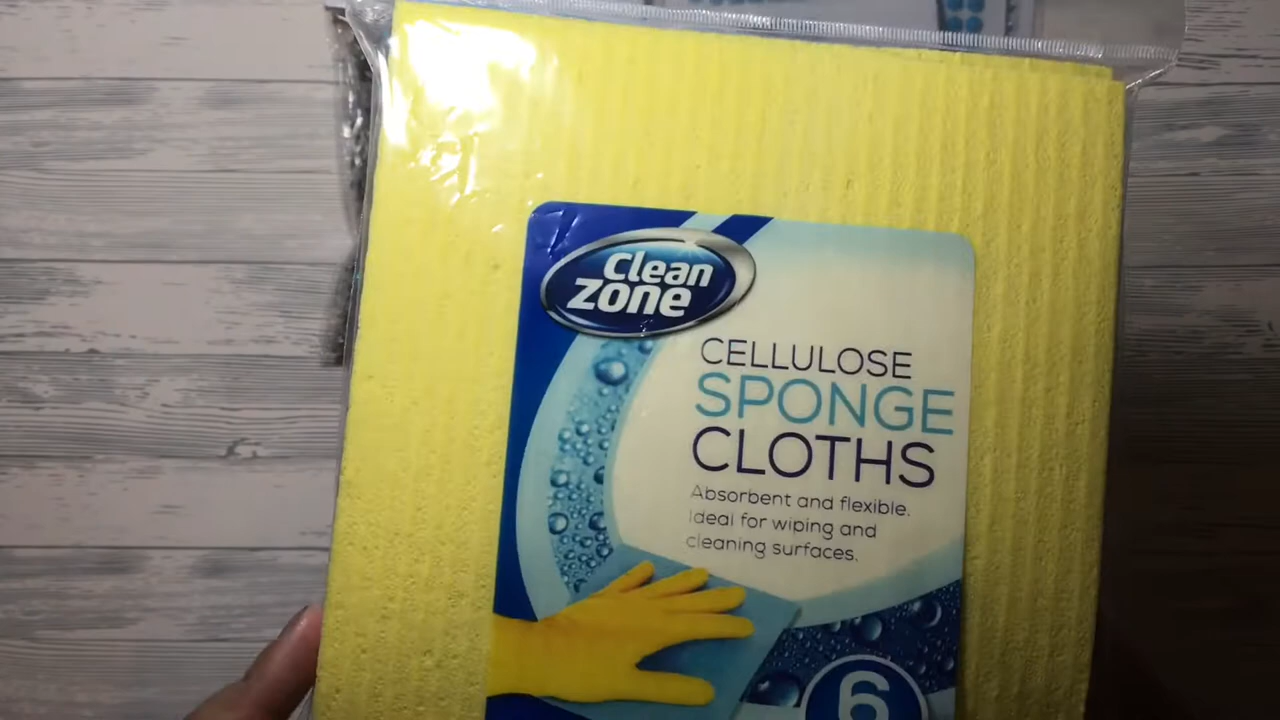 Clean
Zone
CELLULOSE
SPONGE
CLOTHS
Absorbent and flexible.
Ideal for wiping and
cleaning surfaces.
6